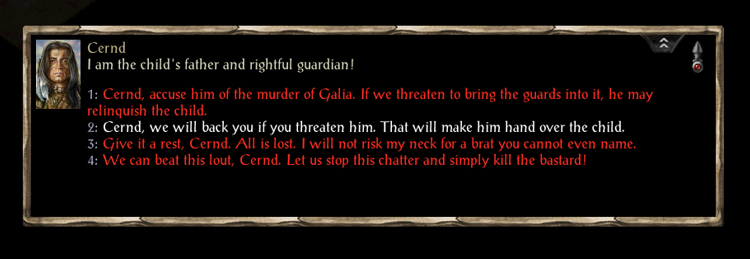 Cernd
I am the child's father and rightful guardian!
1: Cernd, accuse him of the murder of Galia. If we threaten to bring the guards into it, he may
relinquish the child.
2: Cernd, we will back you if you threaten him. That will make him hand over the child.
3: Give it a rest, Cernd. All is lost. I will not risk my neck for a brat you cannot even name.
4: We can beat this lout, Cernd. Let us stop this chatter and simply kill the bastard!